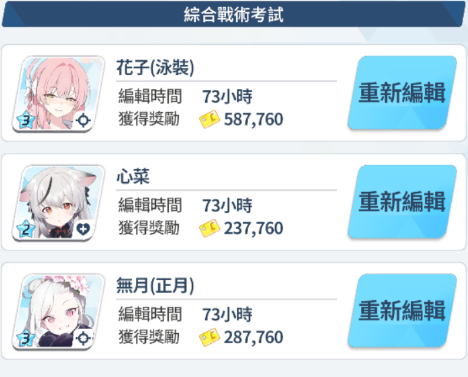 綜合戰術考試
花子(泳裝)
編輯時間 73小時
獲得獎勵 587,760
重新編輯
3
心菜
編輯時間 73小時
獲得獎勵 237,760
重新編輯
2
無月(正月)
編輯時間 73小時
獲得獎勵 287,760
重新編輯
3